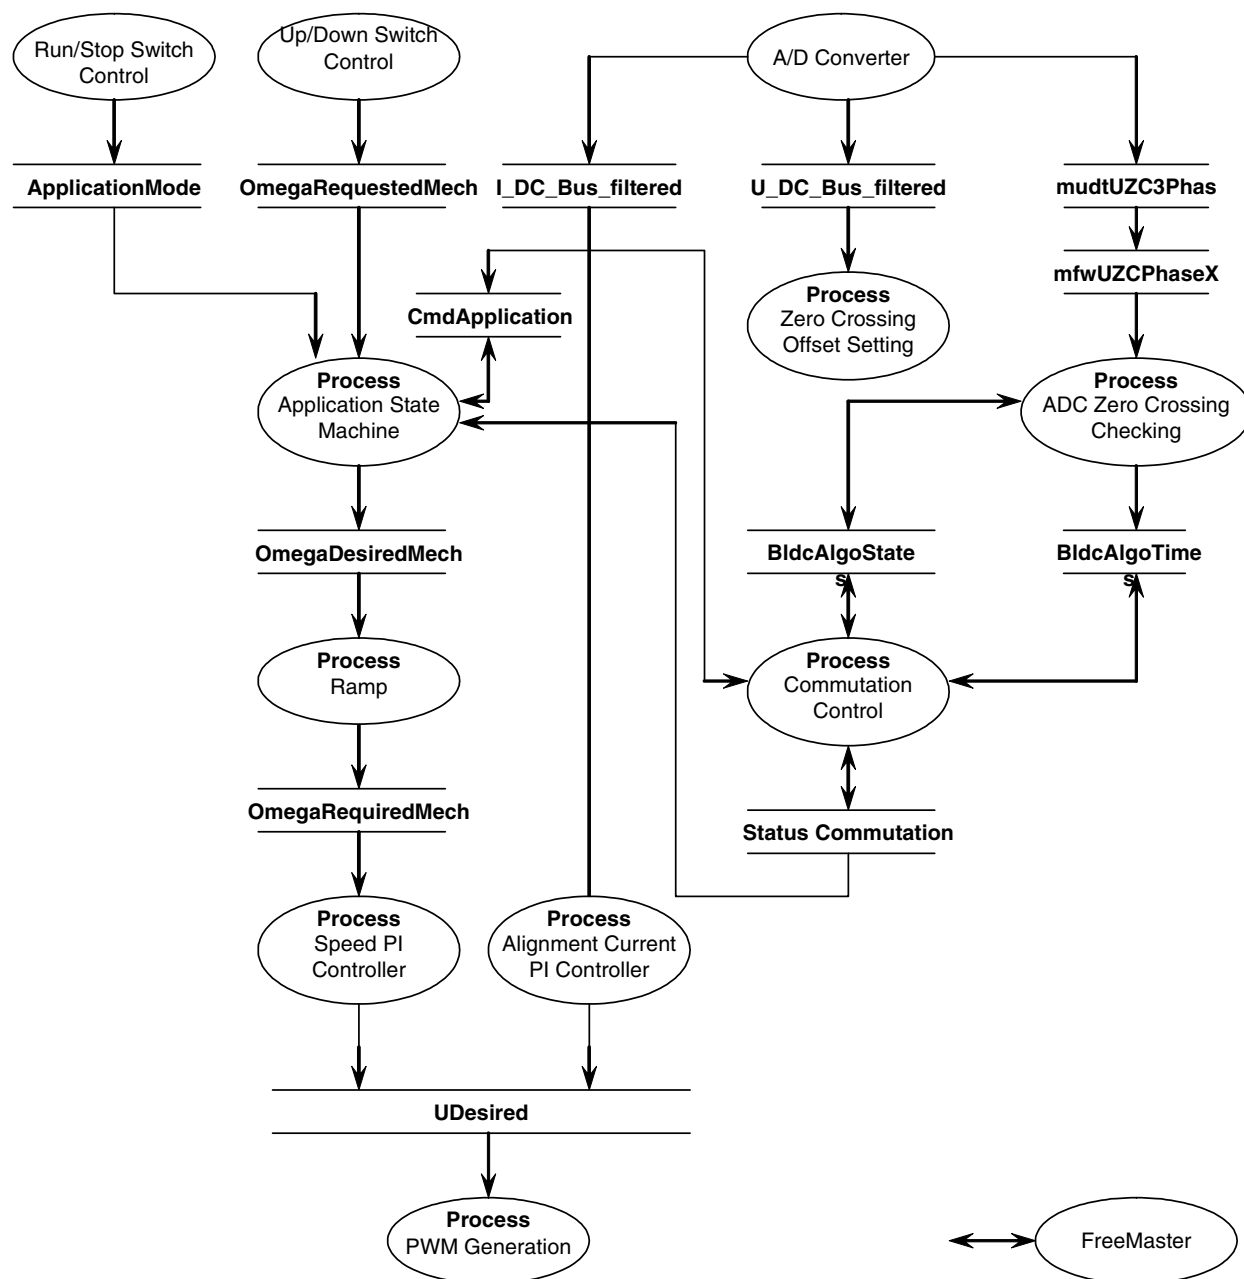 Run/Stop Switch
Control
Up/Down Switch
Control
A/D Converter
ApplicationMode
OmegaRequestedMech
I_DC_Bus_filtered
U_DC_Bus_filtered
mudtUZC3Phas
mfwUZCPhaseX
CmdApplication
Process
Zero Crossing
Offset Setting
Process
Application State
Machine
Process
ADC Zero Crossing
Checking
OmegaDesiredMech
BldcAlgoState
s
BldcAlgoTime
s
Process
Ramp
Process
Commutation
Control
OmegaRequiredMech
Status Commutation
Process
Speed PI
Controller
Process
Alignment Current
PI Controller
UDesired
Process
PWM Generation
FreeMaster